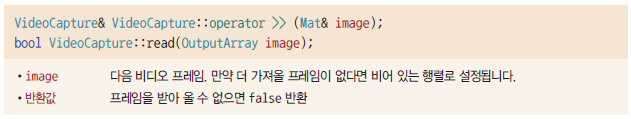 VideoCapture& VideoCapture::operator >> (Mat& image);
bool VideoCapture::read(OutputArray image);
• image 다음 비디오 프레임. 만약 더 가져올 프레임이 없다면 비어 있는 행렬로 설정됩니다.
• 반환값 프레임을 받아 올 수 없으면 false 반환